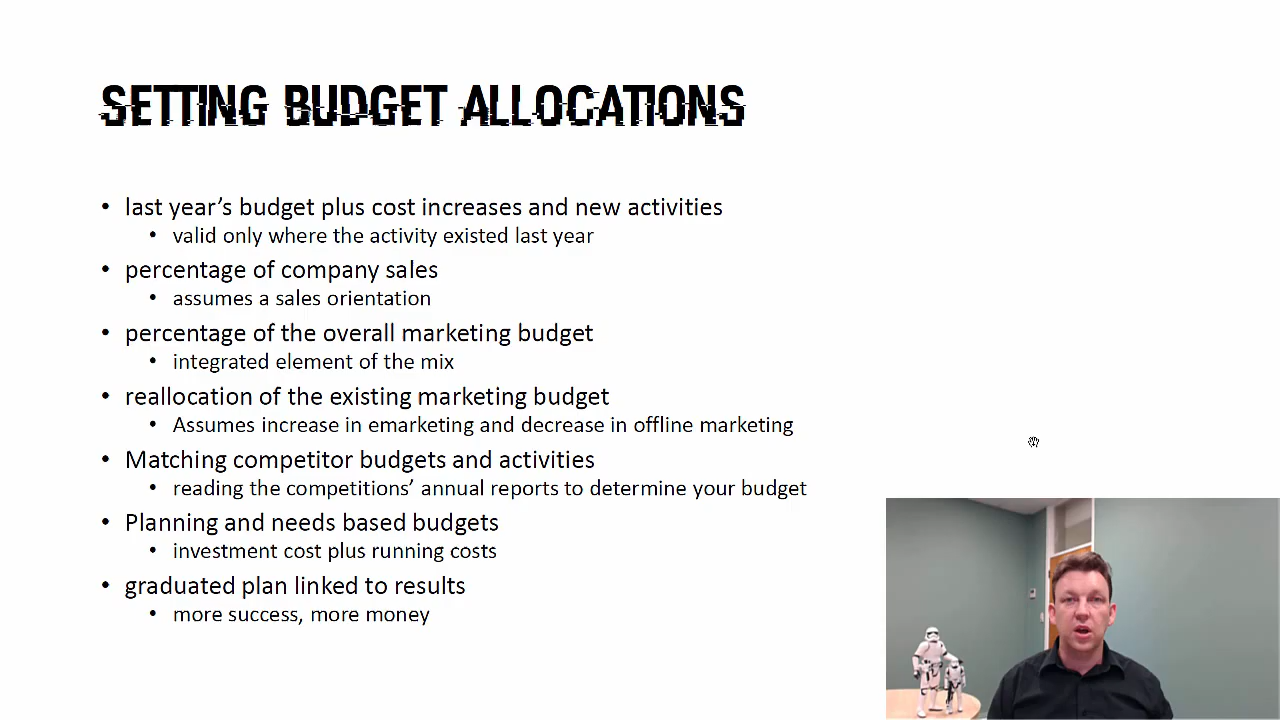 SETTING BUDGET ALLOCATIONS
• last year’s budget plus cost increases and new activities
• valid only where the activity existed last year
• percentage of company sales
• assumes a sales orientation
• percentage of the overall marketing budget
• integrated element of the mix
• reallocation of the existing marketing budget
• Assumes increase in emarketing and decrease in offline marketing
• Matching competitor budgets and activities
• reading the competitions’ annual reports to determine your budget
• Planning and needs based budgets
• investment cost plus running costs
• graduated plan linked to results
• more success, more money